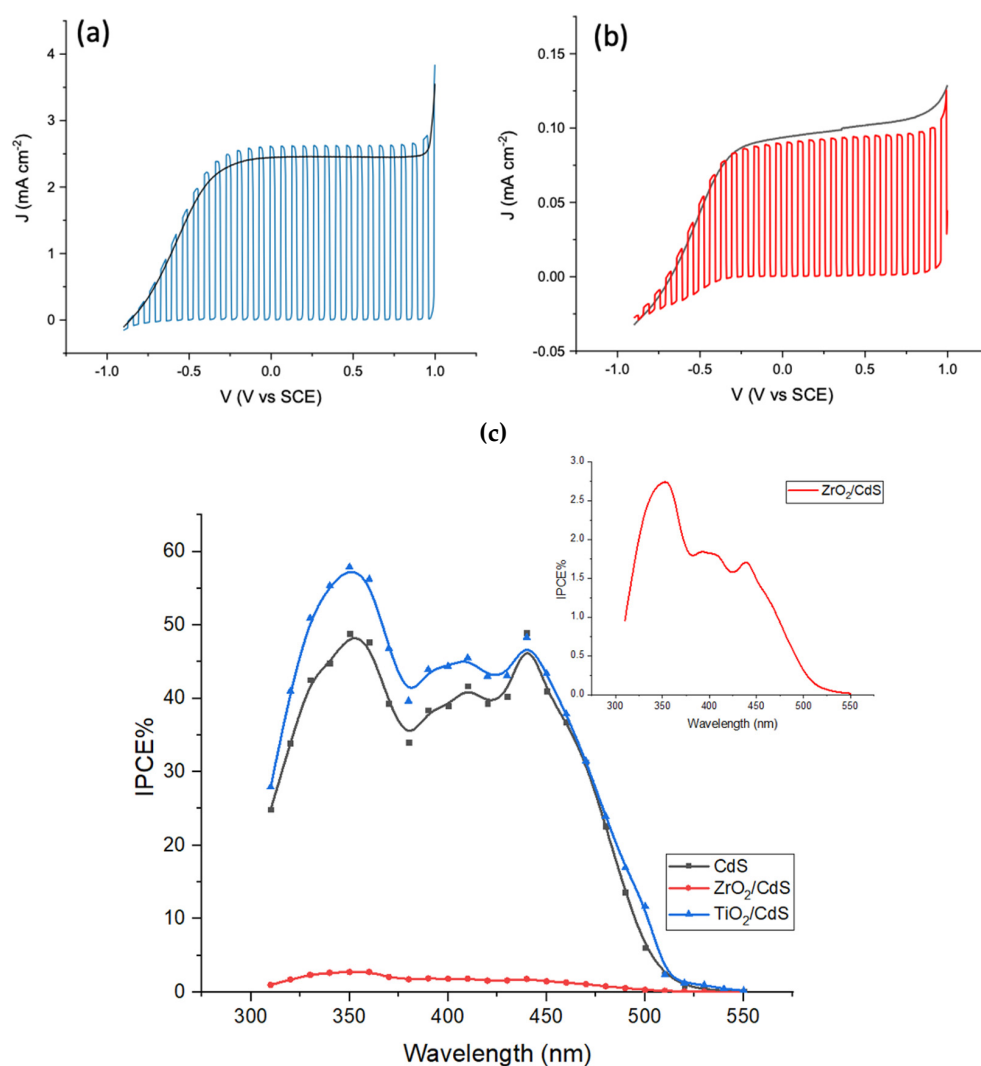 (a)
4
3
2
1
0
J (mA cm⁻²)
-1.0 -0.5 0.0 0.5 1.0
V (V vs SCE)
(b)
0.15
0.10
0.05
0.00
-0.05
J (mA cm⁻²)
-1.0 -0.5 0.0 0.5 1.0
V (V vs SCE)
(c)
60
50
40
30
20
10
0
IPCE%
300 350 400 450 500 550
Wavelength (nm)
CdS
ZrO₂/CdS
TiO₂/CdS
3.0
2.5
2.0
1.5
1.0
0.5
0.0
IPCE%
300 350 400 450 500 550
Wavelength (nm)
ZrO₂/CdS